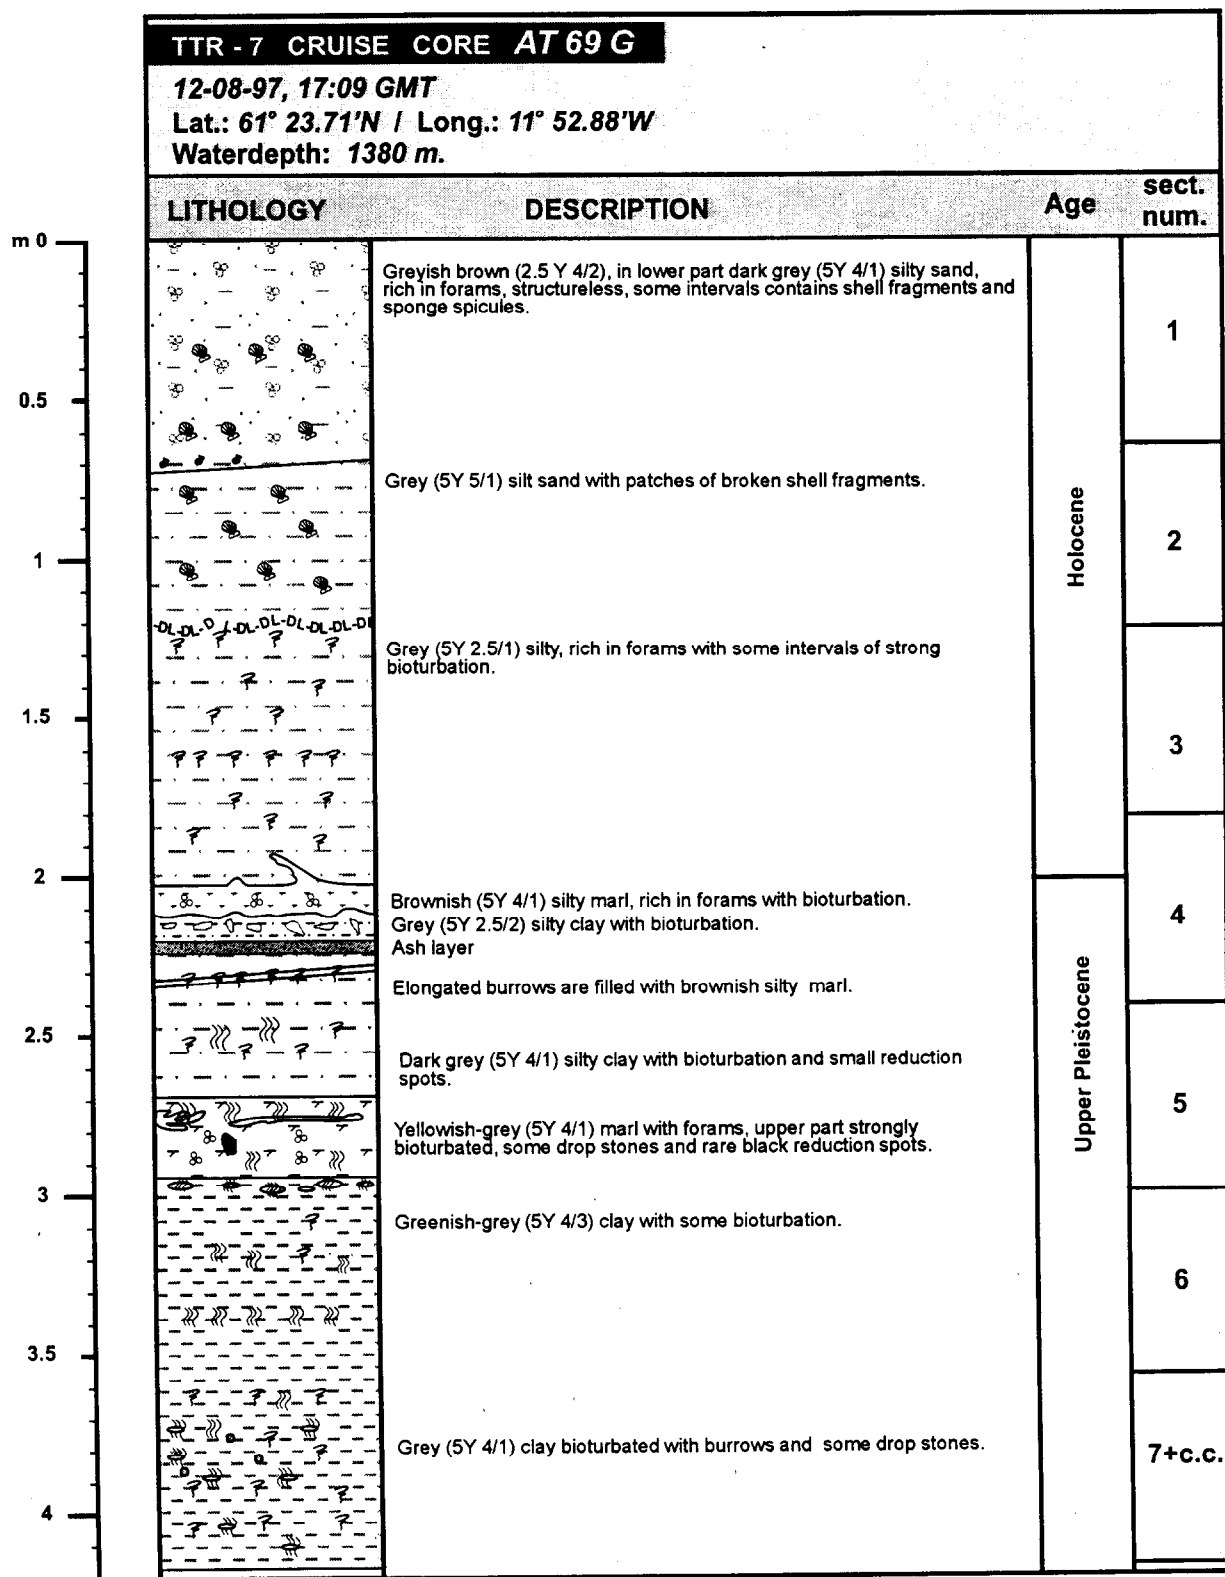 TTR - 7 CRUISE CORE AT 69 G
12-08-97, 17:09 GMT
Lat.: 61° 23.71'N / Long.: 11° 52.88'W
Waterdepth: 1380 m.
LITHOLOGY DESCRIPTION Age sect. num.
m 0
Greyish brown (2.5 Y 4/2), in lower part dark grey (5Y 4/1) silty sand,
rich in forams, structureless, some intervals contains shell fragments and
sponge spicules.
1
0.5
Grey (5Y 5/1) silt sand with patches of broken shell fragments.
Holocene
2
1
-DL-DL-D
L-DL-DL-DL-DL-DL-D
Grey (5Y 2.5/1) silty, rich in forams with some intervals of strong
bioturbation.
1.5
3
2
Brownish (5Y 4/1) silty marl, rich in forams with bioturbation.
4
Grey (5Y 2.5/2) silty clay with bioturbation.
Ash layer
Elongated burrows are filled with brownish silty marl.
2.5
Upper Pleistocene
Dark grey (5Y 4/1) silty clay with bioturbation and small reduction
spots.
5
Yellowish-grey (5Y 4/1) marl with forams, upper part strongly
bioturbated, some drop stones and rare black reduction spots.
3
Greenish-grey (5Y 4/3) clay with some bioturbation.
6
3.5
Grey (5Y 4/1) clay bioturbated with burrows and some drop stones.
7+c.c.
4